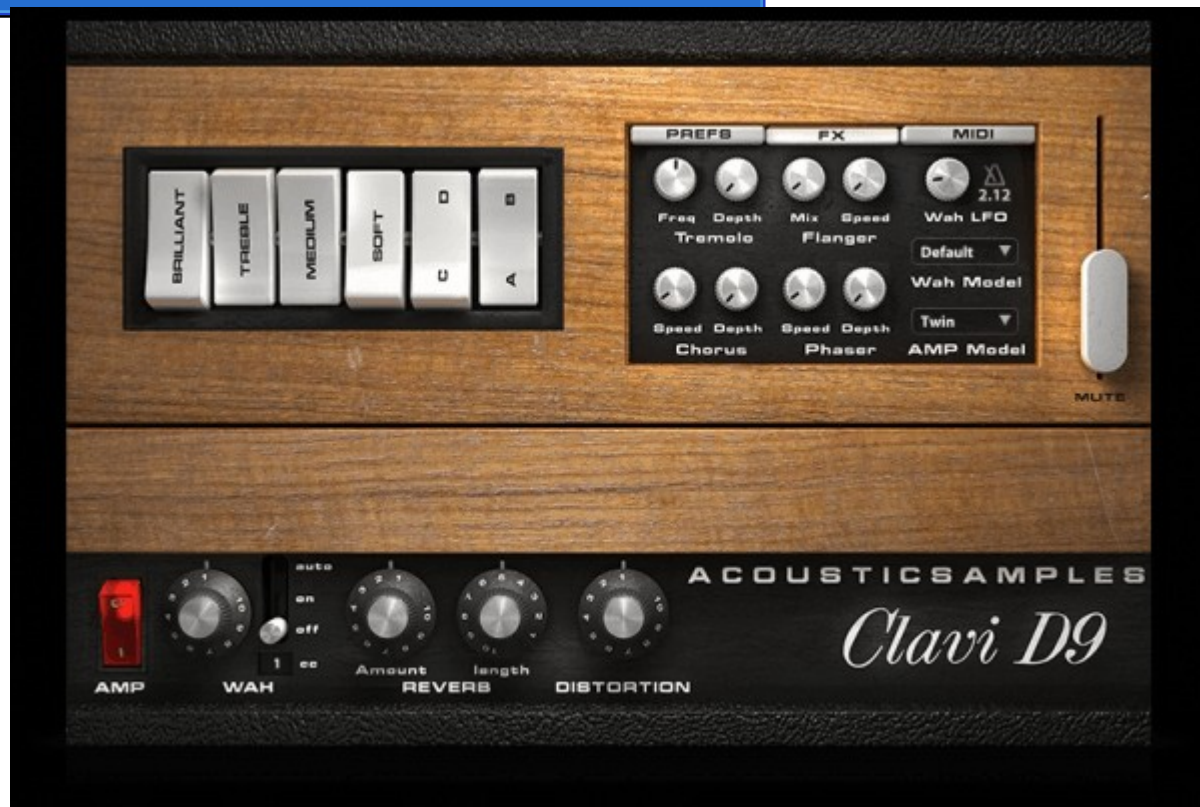 PREFS FX MIDI
BRILLIANT
TREBLE
MEDIUM
SOFT
D
C
B
A
2.12
Freq Depth Mix Speed Wah LFO
Tremolo Flanger
Default
Wah Model
Twin
Speed Depth Speed Depth
Chorus Phaser AMP Model
MUTE
auto
on
off
1 cc
AMP
WAH
Amount length
REVERB
DISTORTION
ACOUSTICSAMPLES
Clavi D9